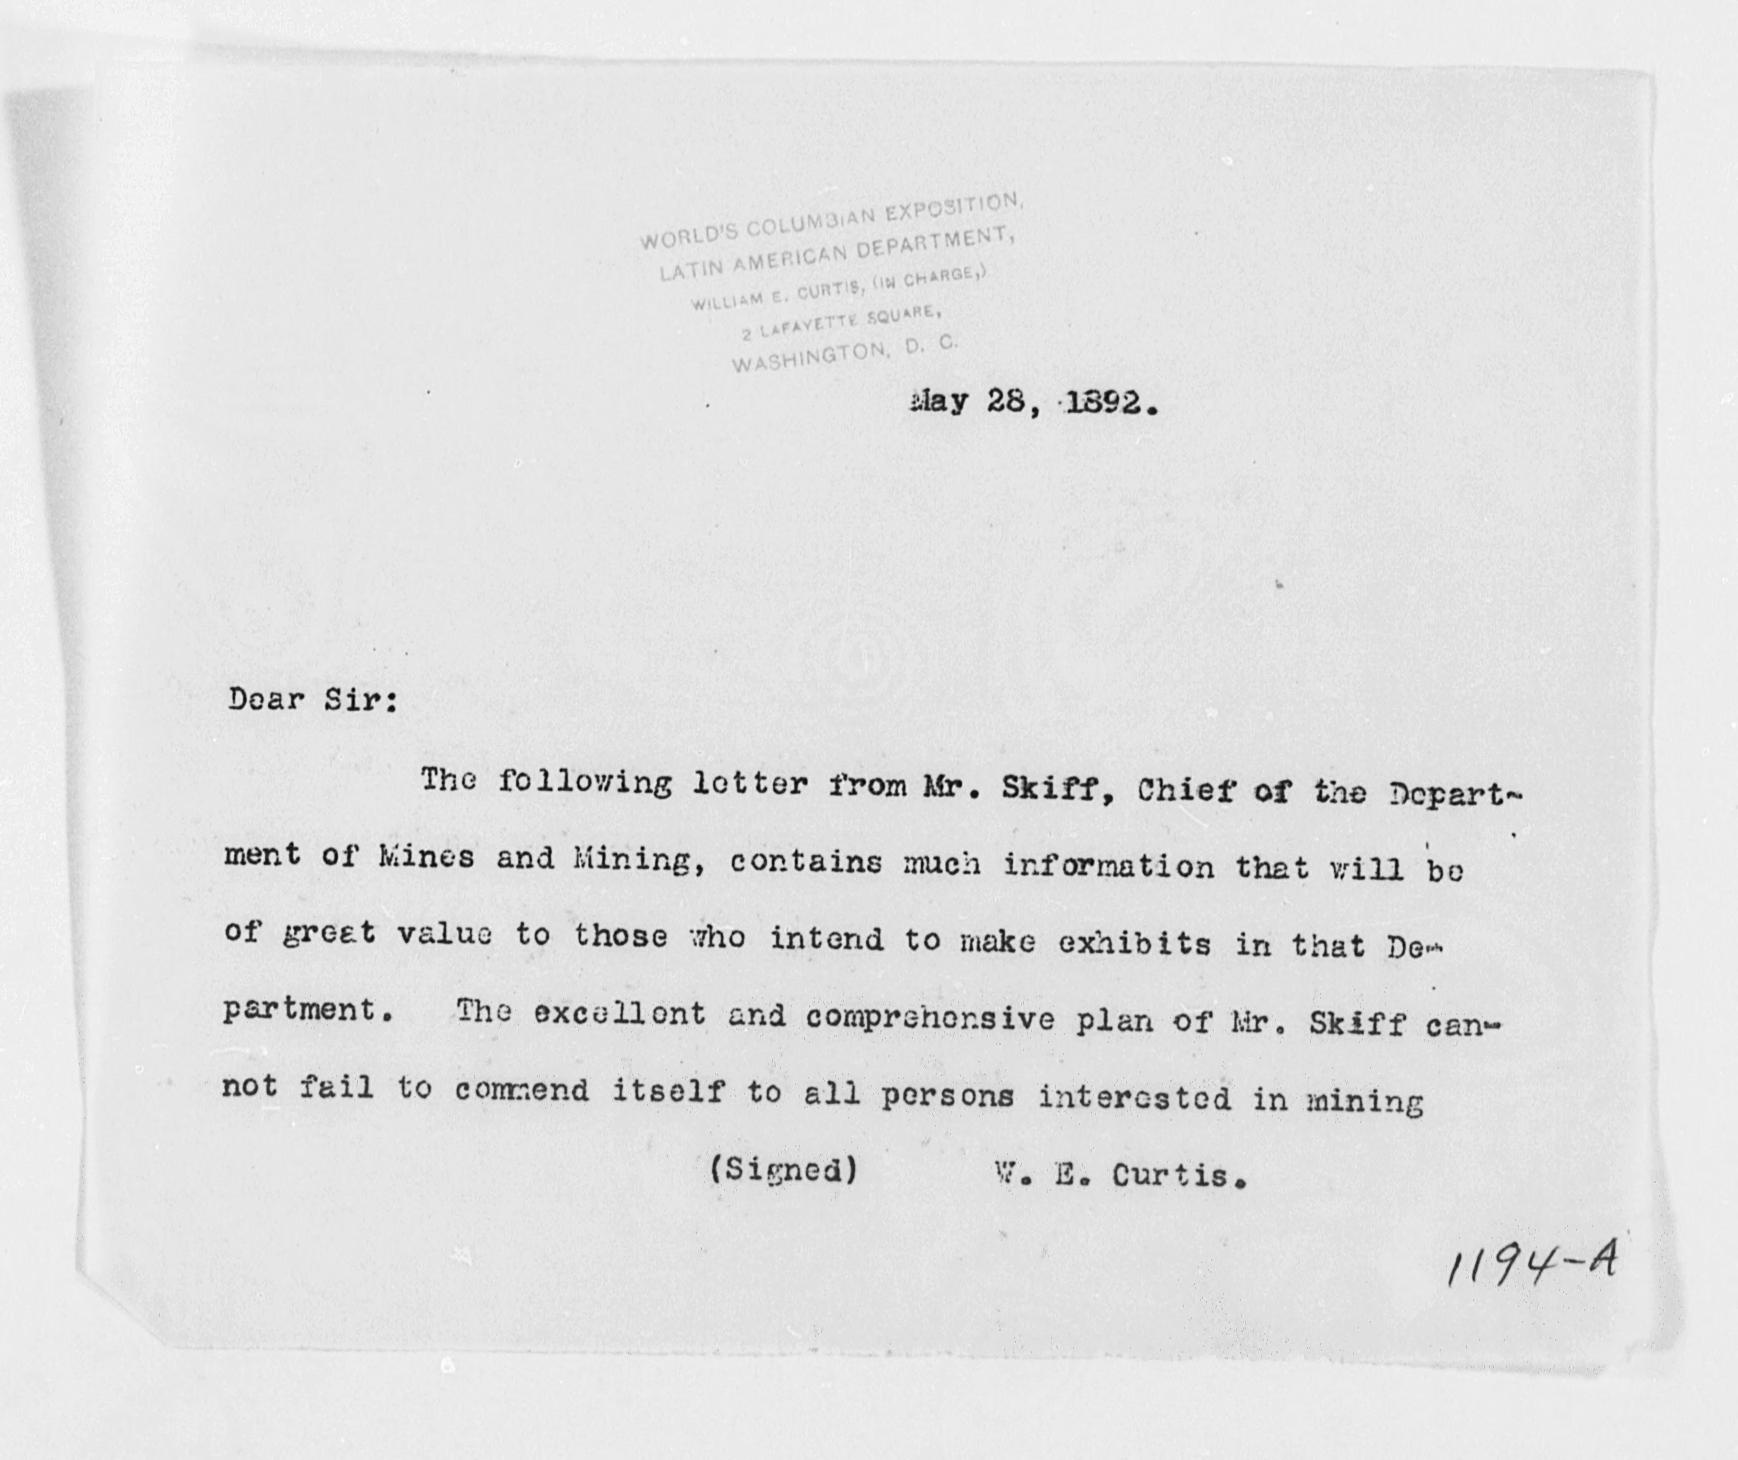 WORLD'S COLUMBIAN EXPOSITION,
LATIN AMERICAN DEPARTMENT,
WILLIAM E. CURTIS, (IN CHARGE,)
2 LAFAYETTE SQUARE,
WASHINGTON, D. C.
May 28, 1892.
Dear Sir:
The following letter from Mr. Skiff, Chief of the Depart-
ment of Mines and Mining, contains much information that will be
of great value to those who intend to make exhibits in that De-
partment. The excellent and comprehensive plan of Mr. Skiff can-
not fail to commend itself to all persons interested in mining
(Signed) W. E. Curtis.
1194-A